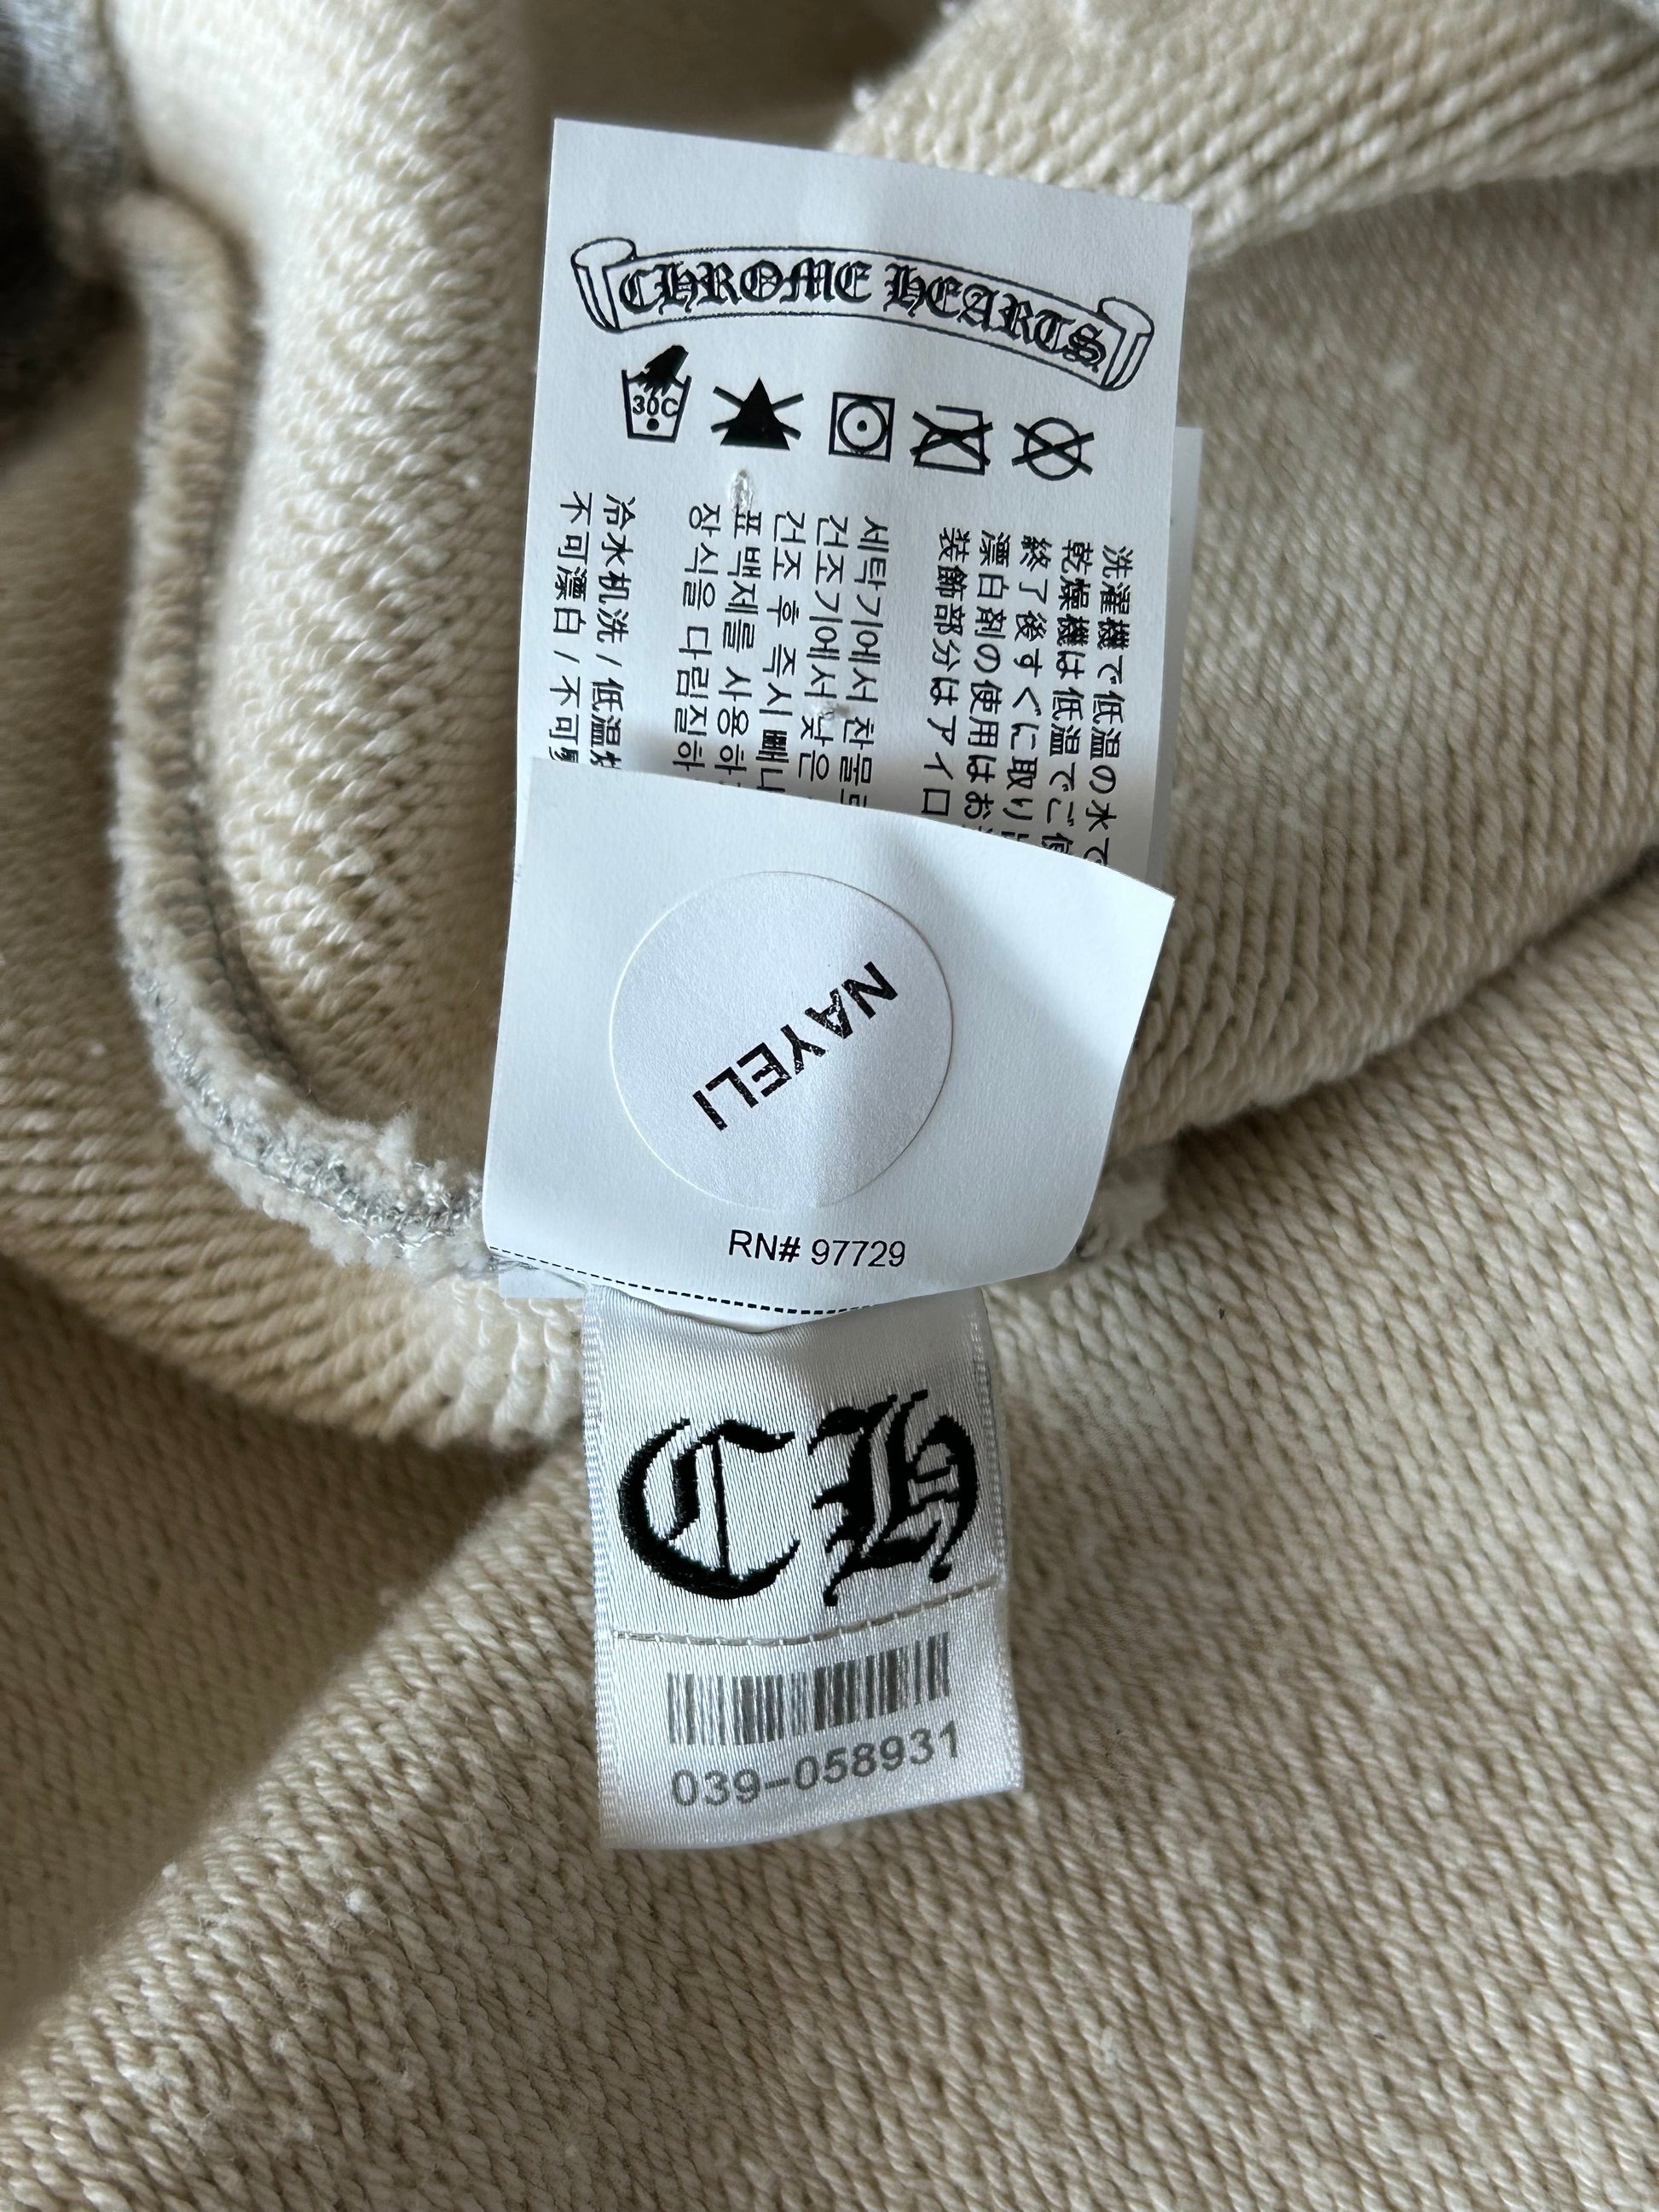 CHROME HEARTS
30C
洗濯機で低温の水で
乾燥機は低温でご使
終了後すぐに取り
漂白剤の使用はお
装飾部分はアイロ
세탁기에서 찬물로
건조기에서 낮은
건조 후 즉시 빼내
표백제를 사용하
장식을 다림질하
冷水机洗 / 低温
不可漂白 / 不可
NAYELI
RN# 97729
CH
039-058931